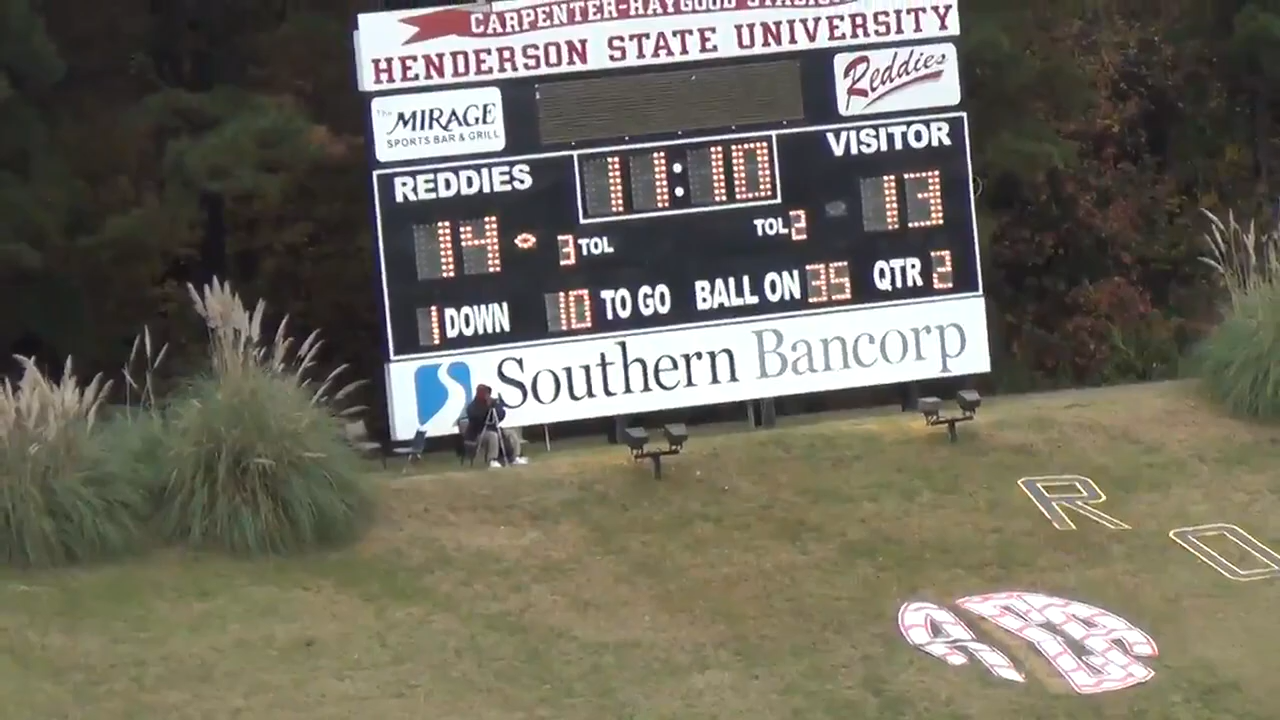 CARPENTER-HAYGOOD STADIUM
HENDERSON STATE UNIVERSITY
The MIRAGE
SPORTS BAR & GRILL
Reddies
REDDIES
11:10
VISITOR
14
3 TOL
TOL 2
13
1 DOWN
10 TO GO
BALL ON 35
QTR 2
Southern Bancorp
R
O